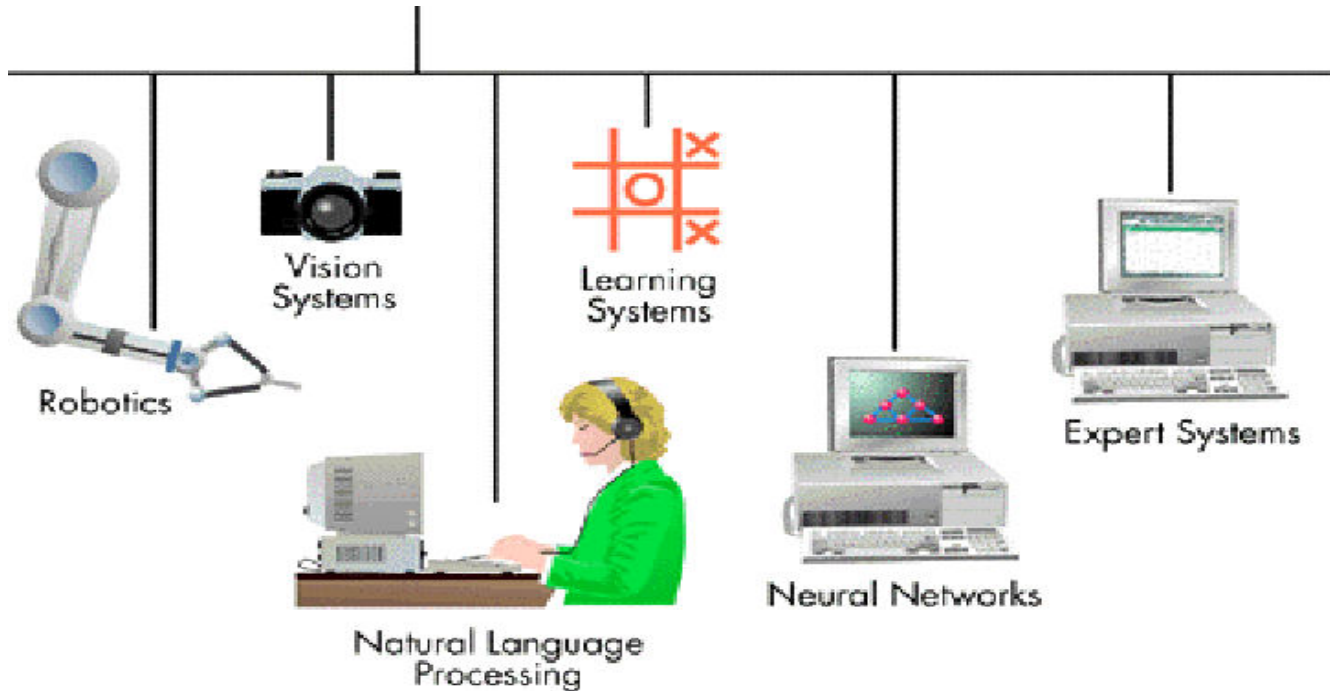 Vision
Systems
Learning
Systems
Robotics
Expert Systems
Neural Networks
Natural Language
Processing